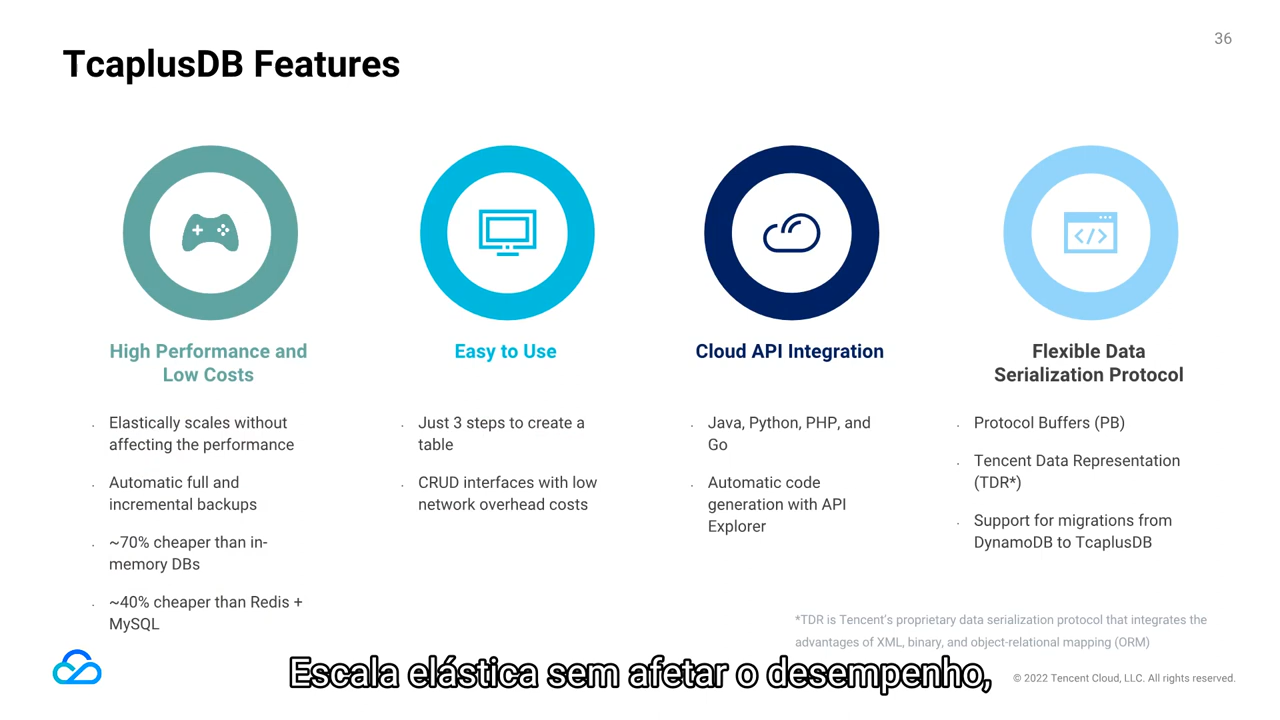 36
TcaplusDB Features
High Performance and
Low Costs
Elastically scales without
affecting the performance
Automatic full and
incremental backups
~70% cheaper than in-
memory DBs
~40% cheaper than Redis +
MySQL
Easy to Use
Just 3 steps to create a
table
CRUD interfaces with low
network overhead costs
Cloud API Integration
Java, Python, PHP, and
Go
Automatic code
generation with API
Explorer
Flexible Data
Serialization Protocol
Protocol Buffers (PB)
Tencent Data Representation
(TDR*)
Support for migrations from
DynamoDB to TcaplusDB
*TDR is Tencent's proprietary data serialization protocol that integrates the
advantages of XML, binary, and object-relational mapping (ORM)
Escala elástica sem afetar o desempenho,
© 2022 Tencent Cloud, LLC. All rights reserved.